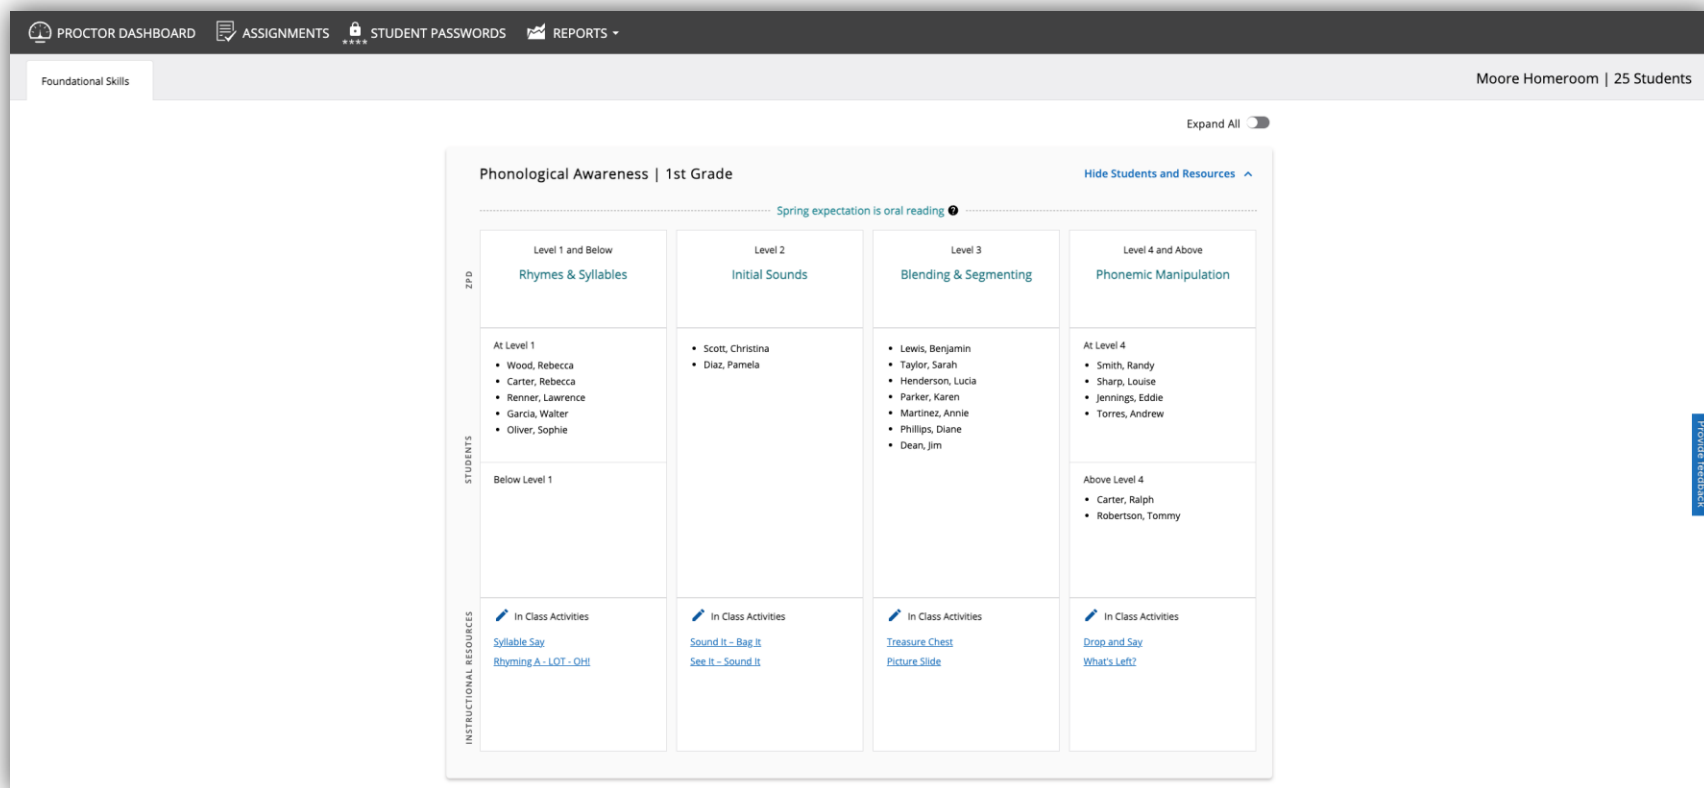 PROCTOR DASHBOARD ASSIGNMENTS **** STUDENT PASSWORDS REPORTS
Foundational Skills
Moore Homeroom | 25 Students
Expand All
Phonological Awareness | 1st Grade
Hide Students and Resources
Spring expectation is oral reading ?
ZPD
Level 1 and Below
Rhymes & Syllables
Level 2
Initial Sounds
Level 3
Blending & Segmenting
Level 4 and Above
Phonemic Manipulation
STUDENTS
At Level 1
• Wood, Rebecca
• Carter, Rebecca
• Renner, Lawrence
• Garcia, Walter
• Oliver, Sophie
Below Level 1
• Scott, Christina
• Diaz, Pamela
• Lewis, Benjamin
• Taylor, Sarah
• Henderson, Lucia
• Parker, Karen
• Martinez, Annie
• Phillips, Diane
• Dean, Jim
At Level 4
• Smith, Randy
• Sharp, Louise
• Jennings, Eddie
• Torres, Andrew
Above Level 4
• Carter, Ralph
• Robertson, Tommy
INSTRUCTIONAL RESOURCES
In Class Activities
Syllable Say
Rhyming A - LOT - OH!
In Class Activities
Sound It – Bag It
See It – Sound It
In Class Activities
Treasure Chest
Picture Slide
In Class Activities
Drop and Say
What's Left?
Provide feedback